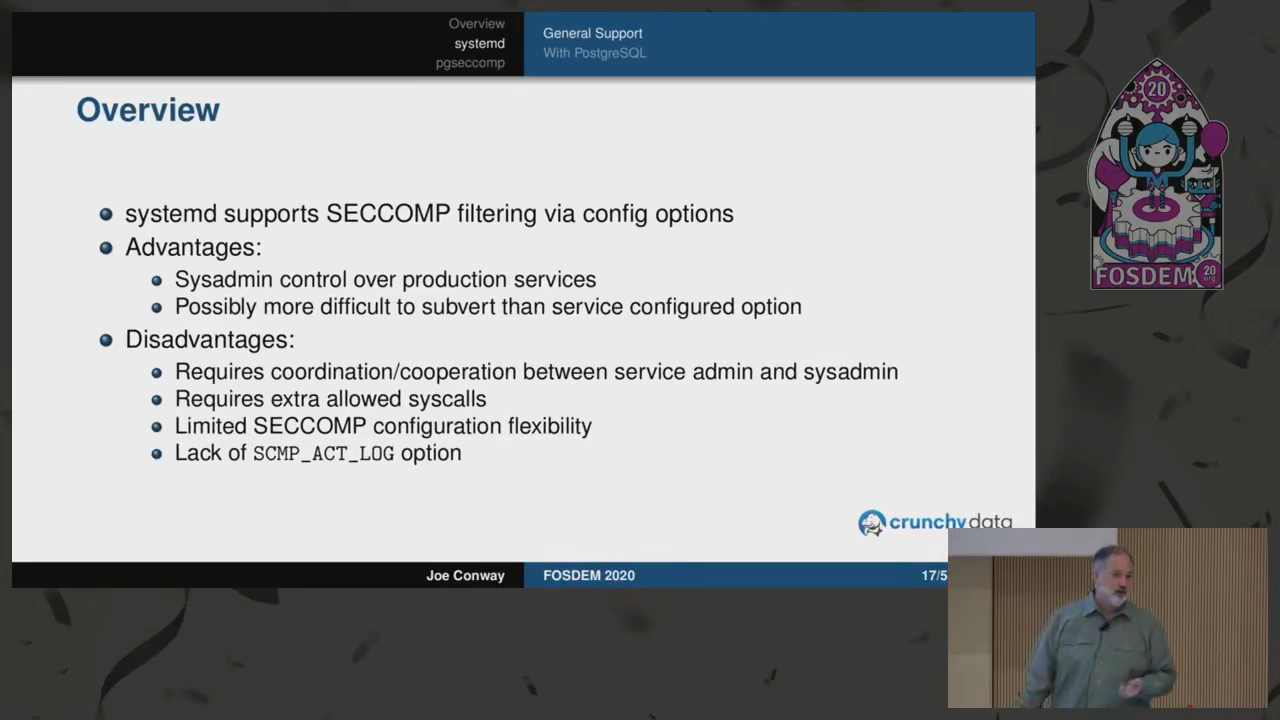 Overview
systemd
pgseccomp
General Support
With PostgreSQL
Overview
systemd supports SECCOMP filtering via config options
Advantages:
Sysadmin control over production services
Possibly more difficult to subvert than service configured option
Disadvantages:
Requires coordination/cooperation between service admin and sysadmin
Requires extra allowed syscalls
Limited SECCOMP configuration flexibility
Lack of SCMP_ACT_LOG option
crunchy data
Joe Conway
FOSDEM 2020
17/5
20
FOSDEM
20
org